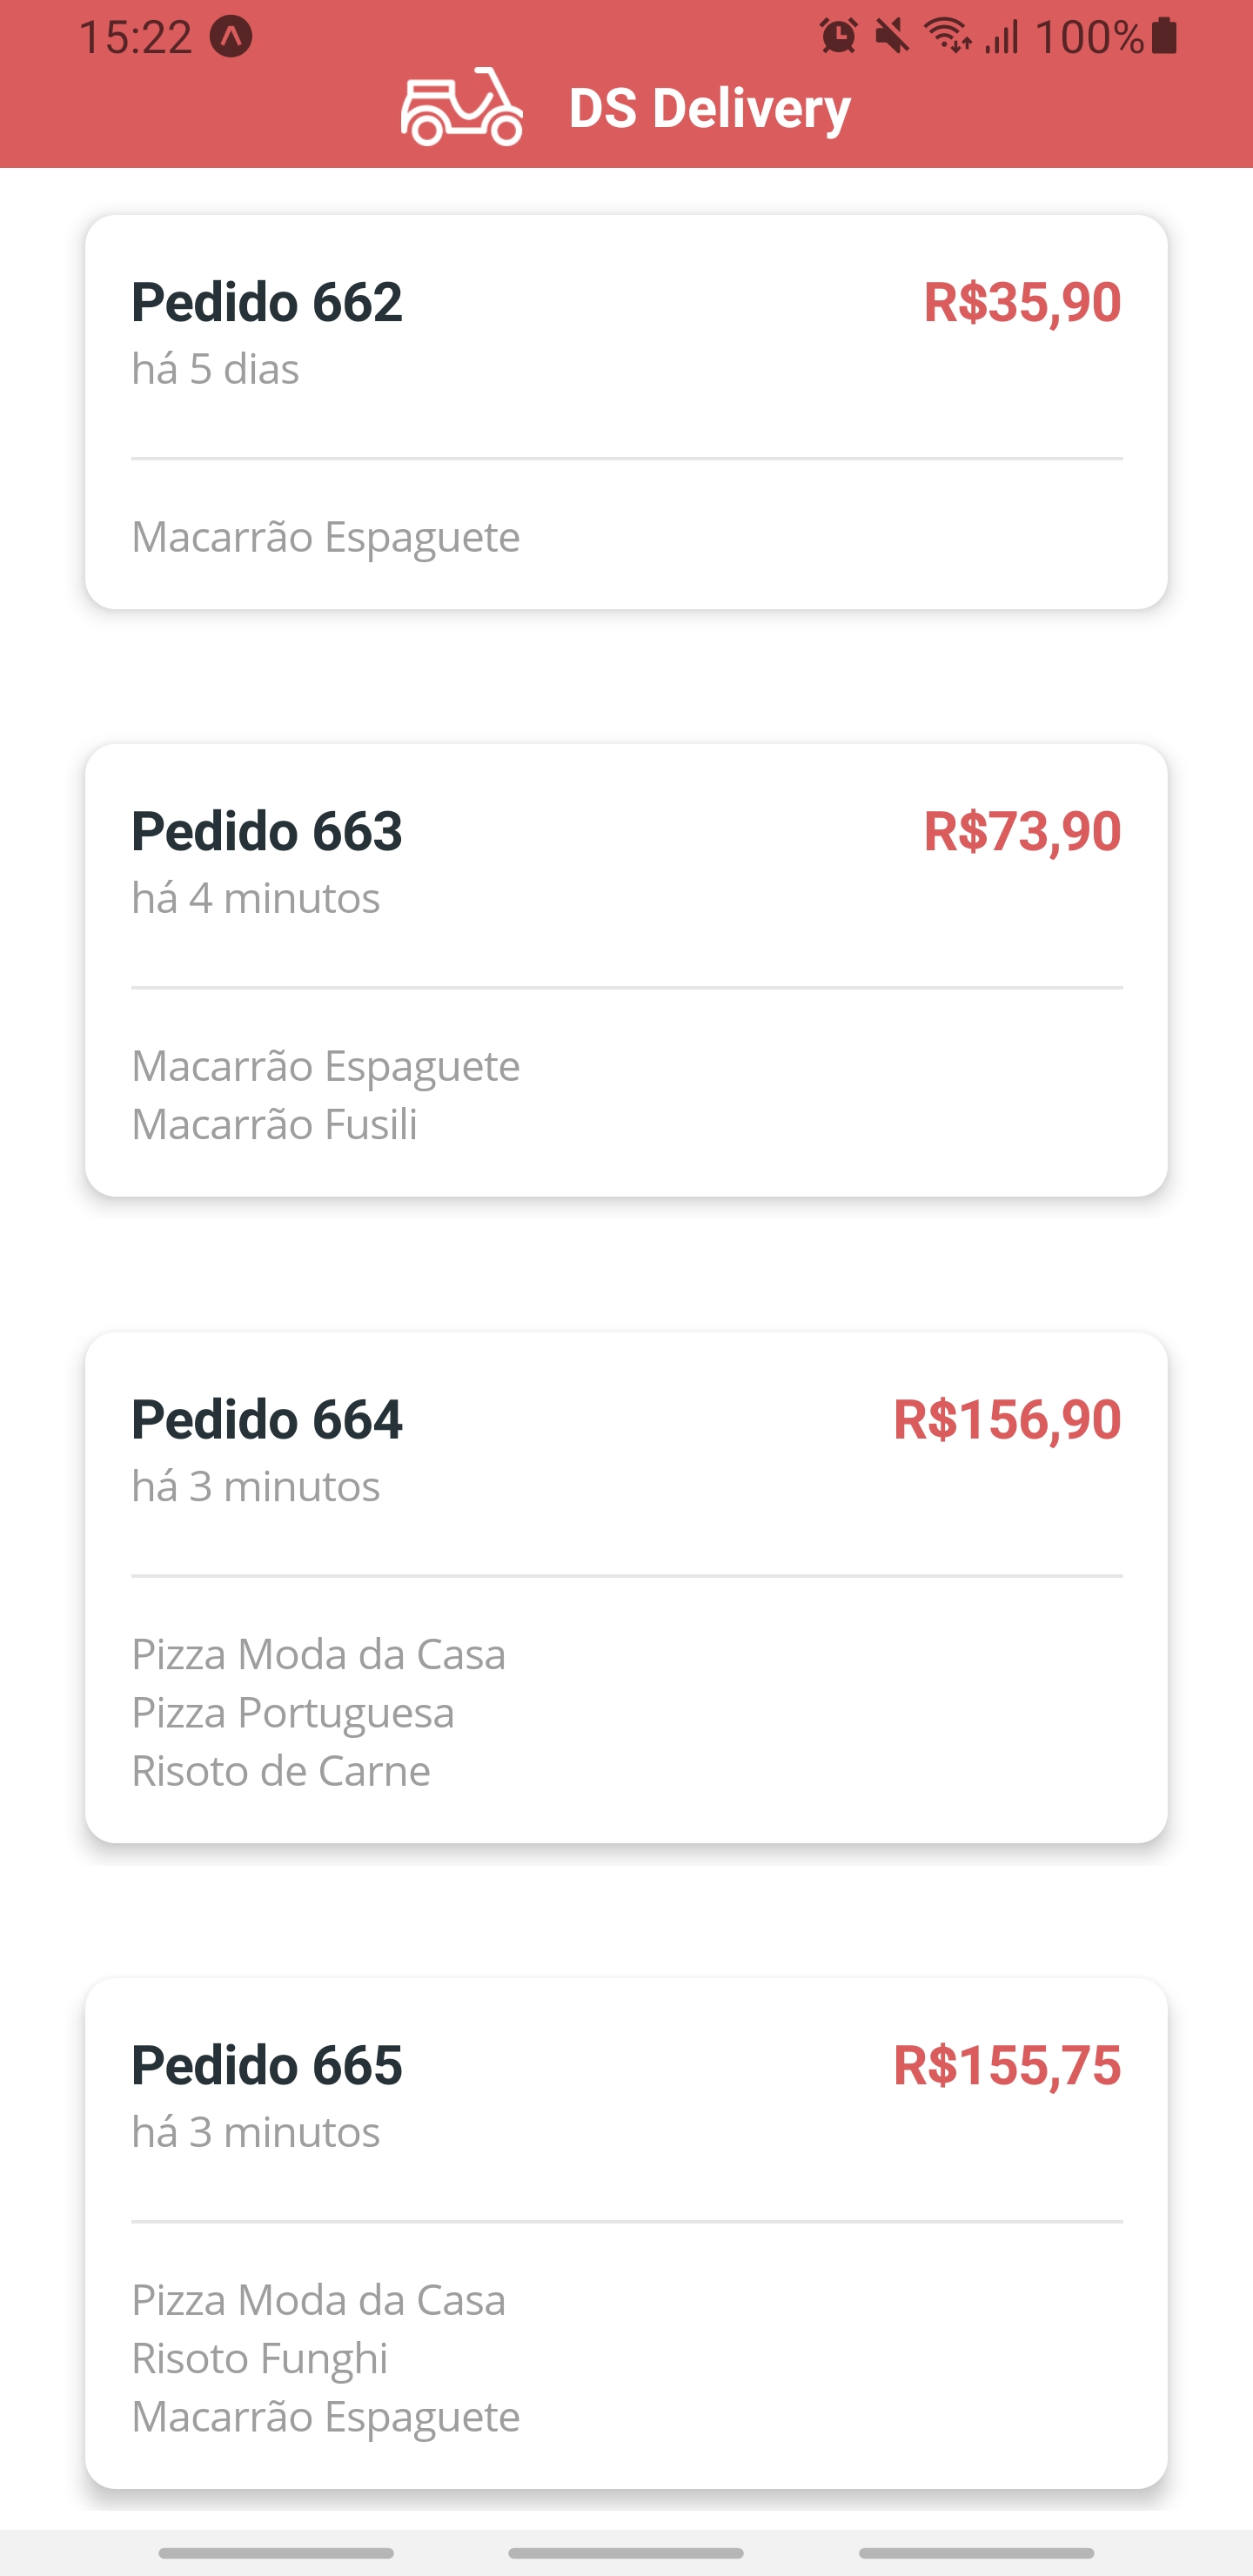 15:22 100%
DS Delivery
Pedido 662 R$35,90
há 5 dias
Macarrão Espaguete
Pedido 663 R$73,90
há 4 minutos
Macarrão Espaguete
Macarrão Fusili
Pedido 664 R$156,90
há 3 minutos
Pizza Moda da Casa
Pizza Portuguesa
Risoto de Carne
Pedido 665 R$155,75
há 3 minutos
Pizza Moda da Casa
Risoto Funghi
Macarrão Espaguete